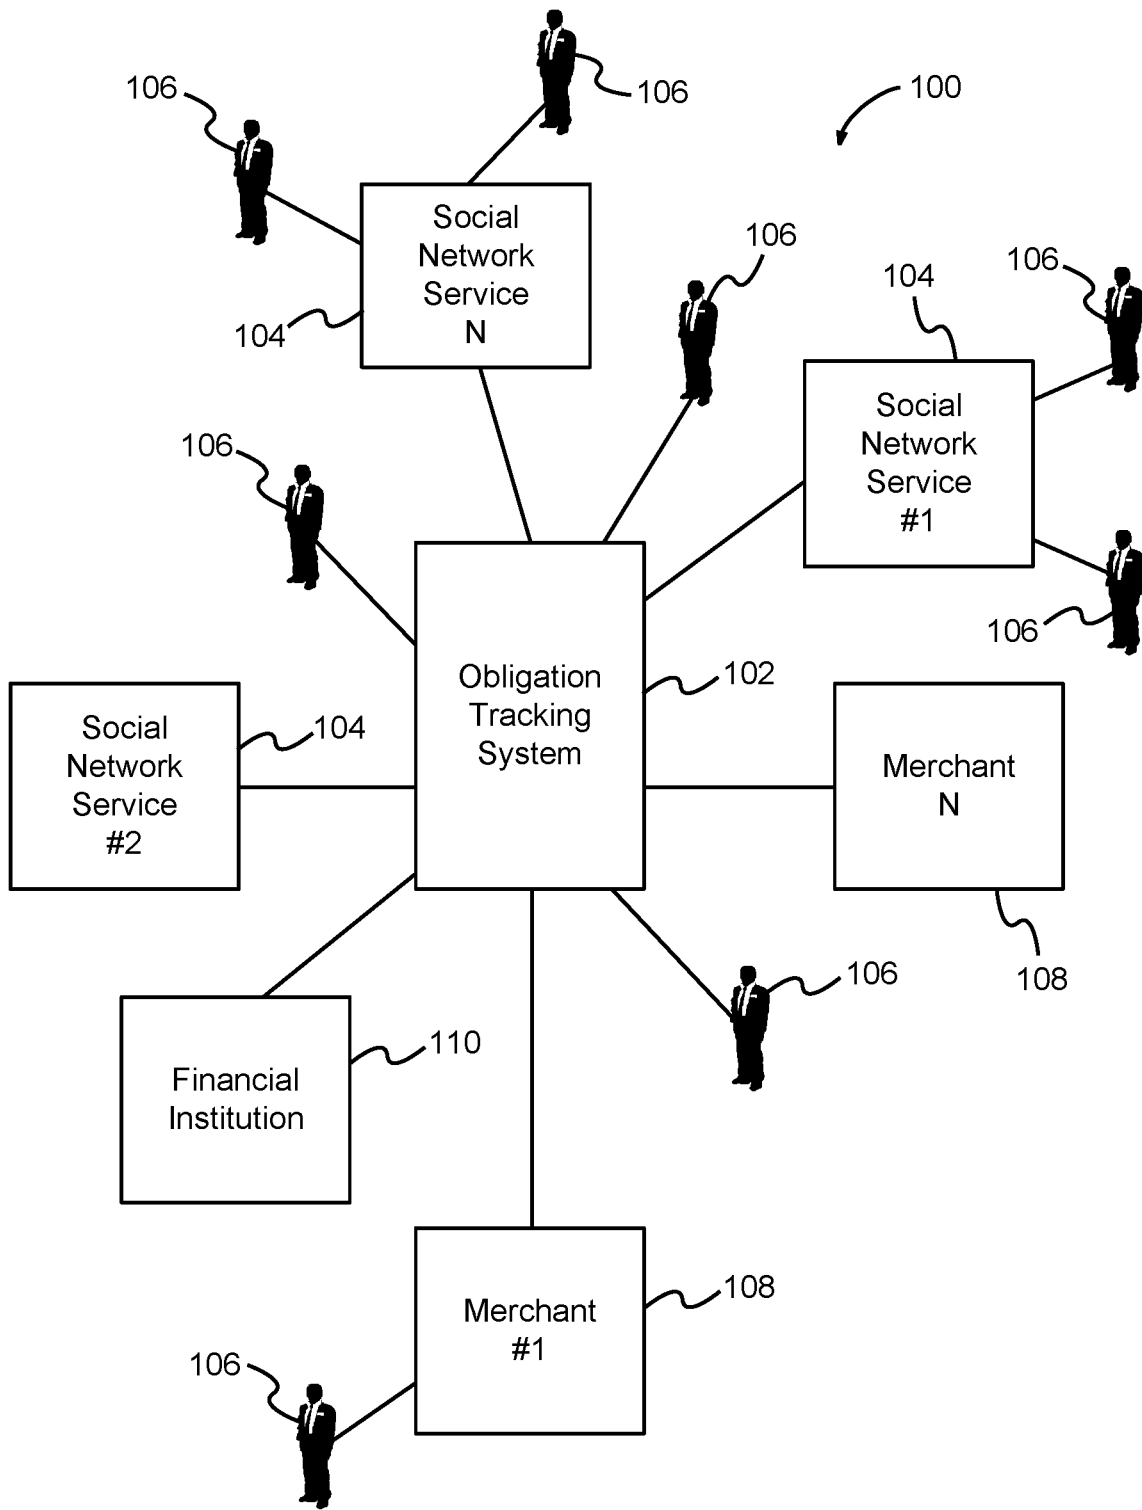 106
106
100
Social
Network
Service
N
104
106
104
106
Social
Network
Service
#1
106
106
Obligation
Tracking
System
102
Social
Network
Service
#2
104
Merchant
N
108
106
Financial
Institution
110
Merchant
#1
108
106